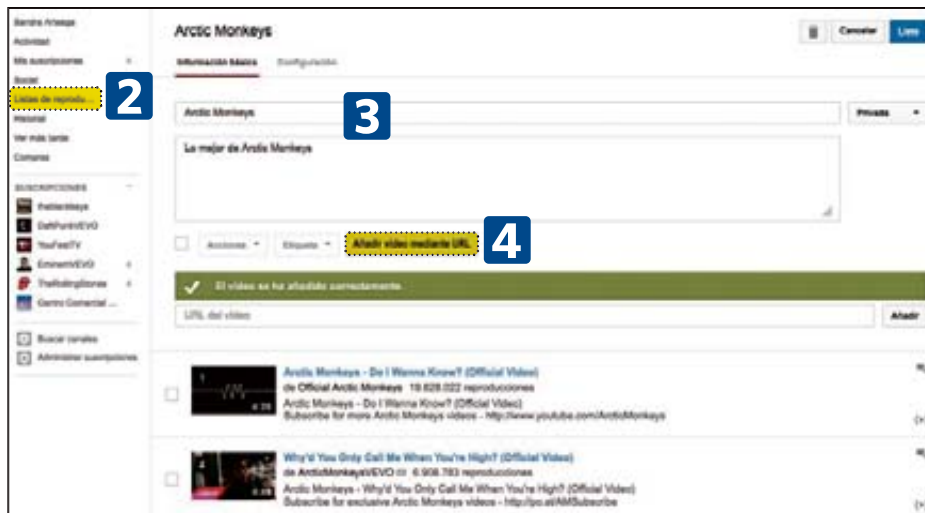 Sandra Arteaga
Actividad
Mis suscripciones
Social
Listas de reprodu...
Historial
Ver más tarde
Compras
SUSCRIPCIONES
theblackkeys
DaftPunkVEVO
YouFestTV
EminemVEVO
TheRollingStones
Centro Comercial ...
Buscar canales
Administrar suscripciones
2
Arctic Monkeys
Cancelar
Listo
Información básica
Configuración
3
Arctic Monkeys
Privada
Lo mejor de Arctic Monkeys
Acciones
Etiqueta
Añadir vídeo mediante URL
4
El vídeo se ha añadido correctamente.
URL del vídeo
Añadir
1
4:26
Arctic Monkeys - Do I Wanna Know? (Official Video)
de Official Arctic Monkeys 19.628.022 reproducciones
Arctic Monkeys - Do I Wanna Know? (Official Video)
Subscribe for more Arctic Monkeys videos - http://www.youtube.com/ArcticMonkeys
Why'd You Only Call Me When You're High? (Official Video)
de ArcticMonkeysVEVO 6.908.783 reproducciones
Arctic Monkeys - Why'd You Only Call Me When You're High? (Official Video)
Subscribe for exclusive Arctic Monkeys videos - http://po.st/AMSubscribe